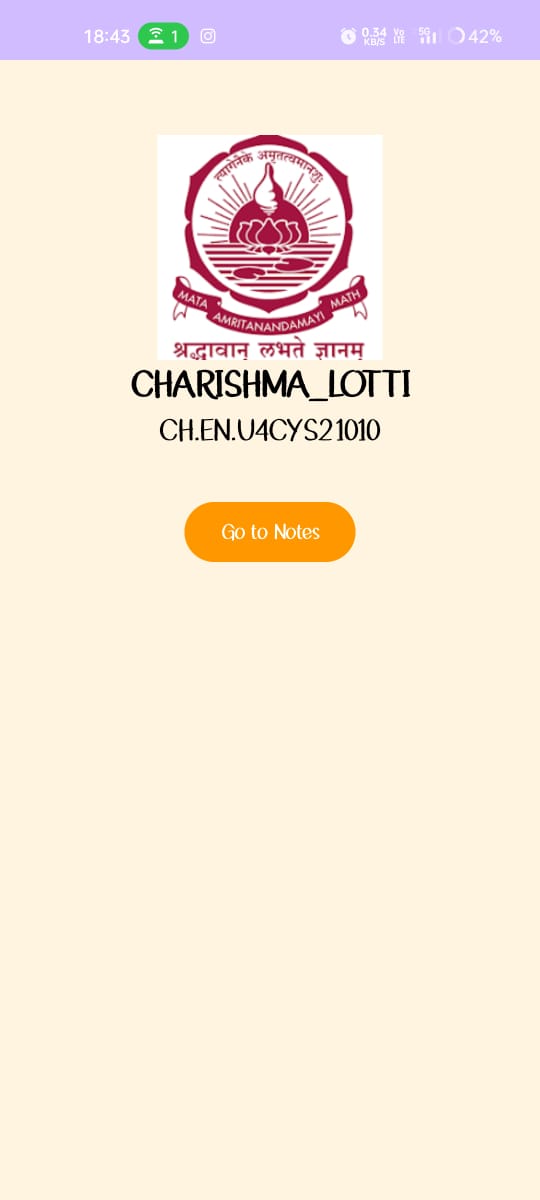 18:43 1 0.34 KB/S Vo LTE 5G 42%
त्यागेनैके अमृतत्वमानशुः
MATA AMRITANANDAMAYI MATH
श्रद्धावान् लभते ज्ञानम्
CHARISHMA_LOTTI
CH.EN.U4CYS21010
Go to Notes